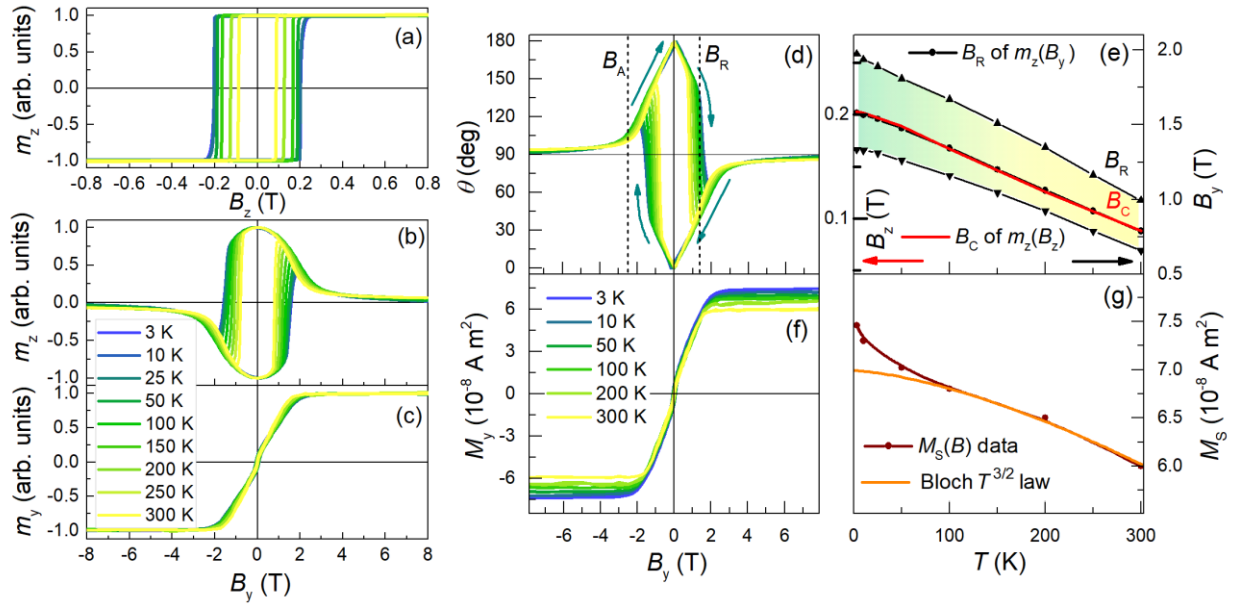 m_z (arb. units)
1.0
0.5
0.0
-0.5
-1.0
(a)
-0.8 -0.6 -0.4 -0.2 0.0 0.2 0.4 0.6 0.8
B_z (T)
m_z (arb. units)
1.0
0.5
0.0
-0.5
-1.0
(b)
3 K
10 K
25 K
50 K
100 K
150 K
200 K
250 K
300 K
m_y (arb. units)
1.0
0.5
0.0
-0.5
-1.0
(c)
-8 -6 -4 -2 0 2 4 6 8
B_y (T)
θ (deg)
180
150
120
90
60
30
0
B_A
B_R
(d)
M_y (10^-8 A m^2)
6
3
0
-3
-6
(f)
3 K
10 K
50 K
100 K
200 K
300 K
-6 -4 -2 0 2 4 6
B_y (T)
(e)
B_R of m_z(B_y)
0.2
0.1
B_z (T)
B_R
B_C
B_C of m_z(B_z)
2.0
1.5
1.0
0.5
B_y (T)
(g)
7.5
7.0
6.5
6.0
M_S (10^-8 A m^2)
M_S(B) data
Bloch T^3/2 law
0 100 200 300
T (K)